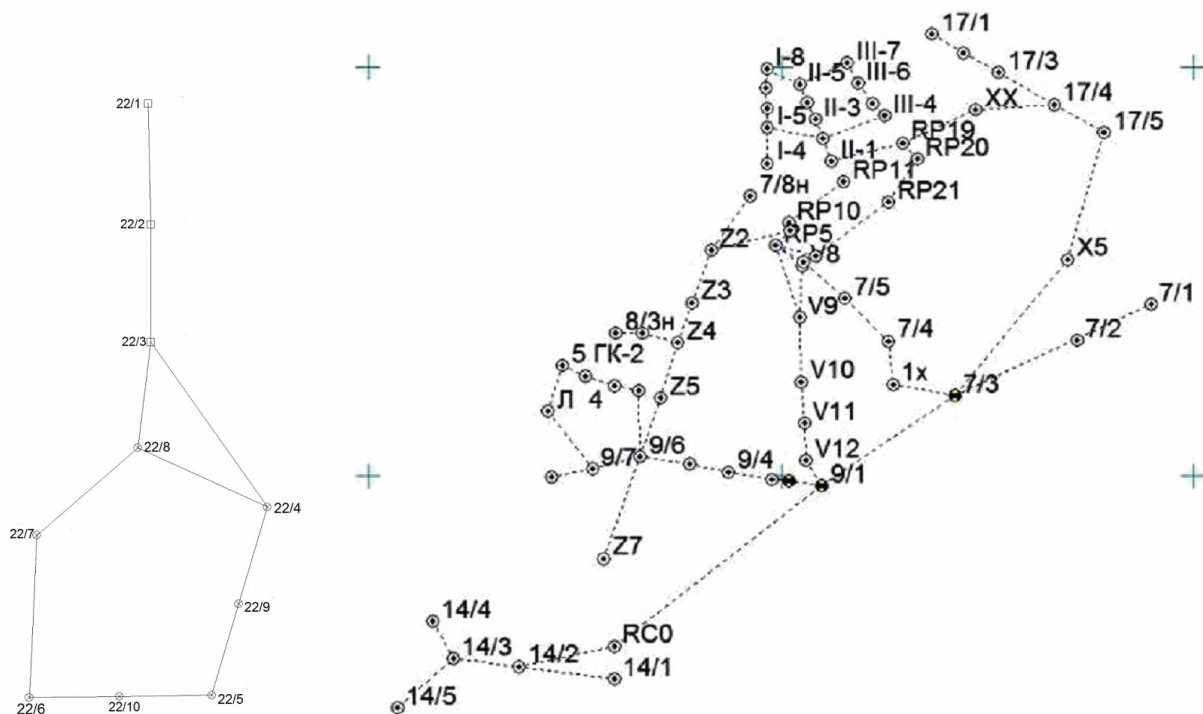 22/1
22/2
22/3
22/8
22/4
22/7
22/9
22/6
22/10
22/5
17/1
I-8
III-7
17/3
II-5
III-6
17/4
I-5
II-3
III-4
XX
17/5
I-4
II-1
RP19
RP20
7/8н
RP11
RP21
RP10
Z2
RP5
V8
X5
Z3
V9
7/5
7/1
8/3н
Z4
7/4
7/2
5 ГК-2
Л
4
Z5
V10
1x
7/3
V11
9/7
9/6
9/4
V12
9/1
Z7
14/4
14/3
14/2
RC0
14/1
14/5